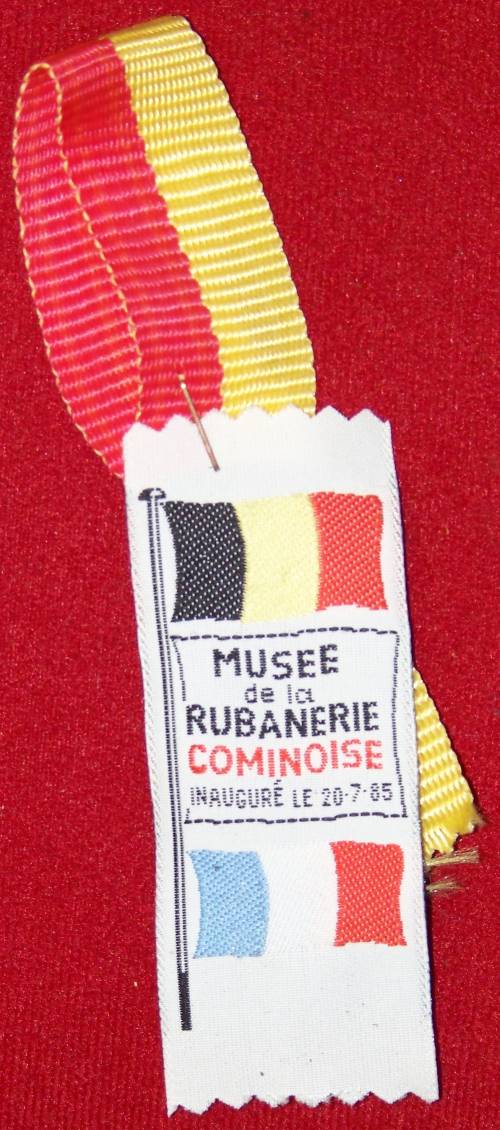 MUSEE
de la
RUBANERIE
COMINOISE
INAUGURÉ LE 20-7-85